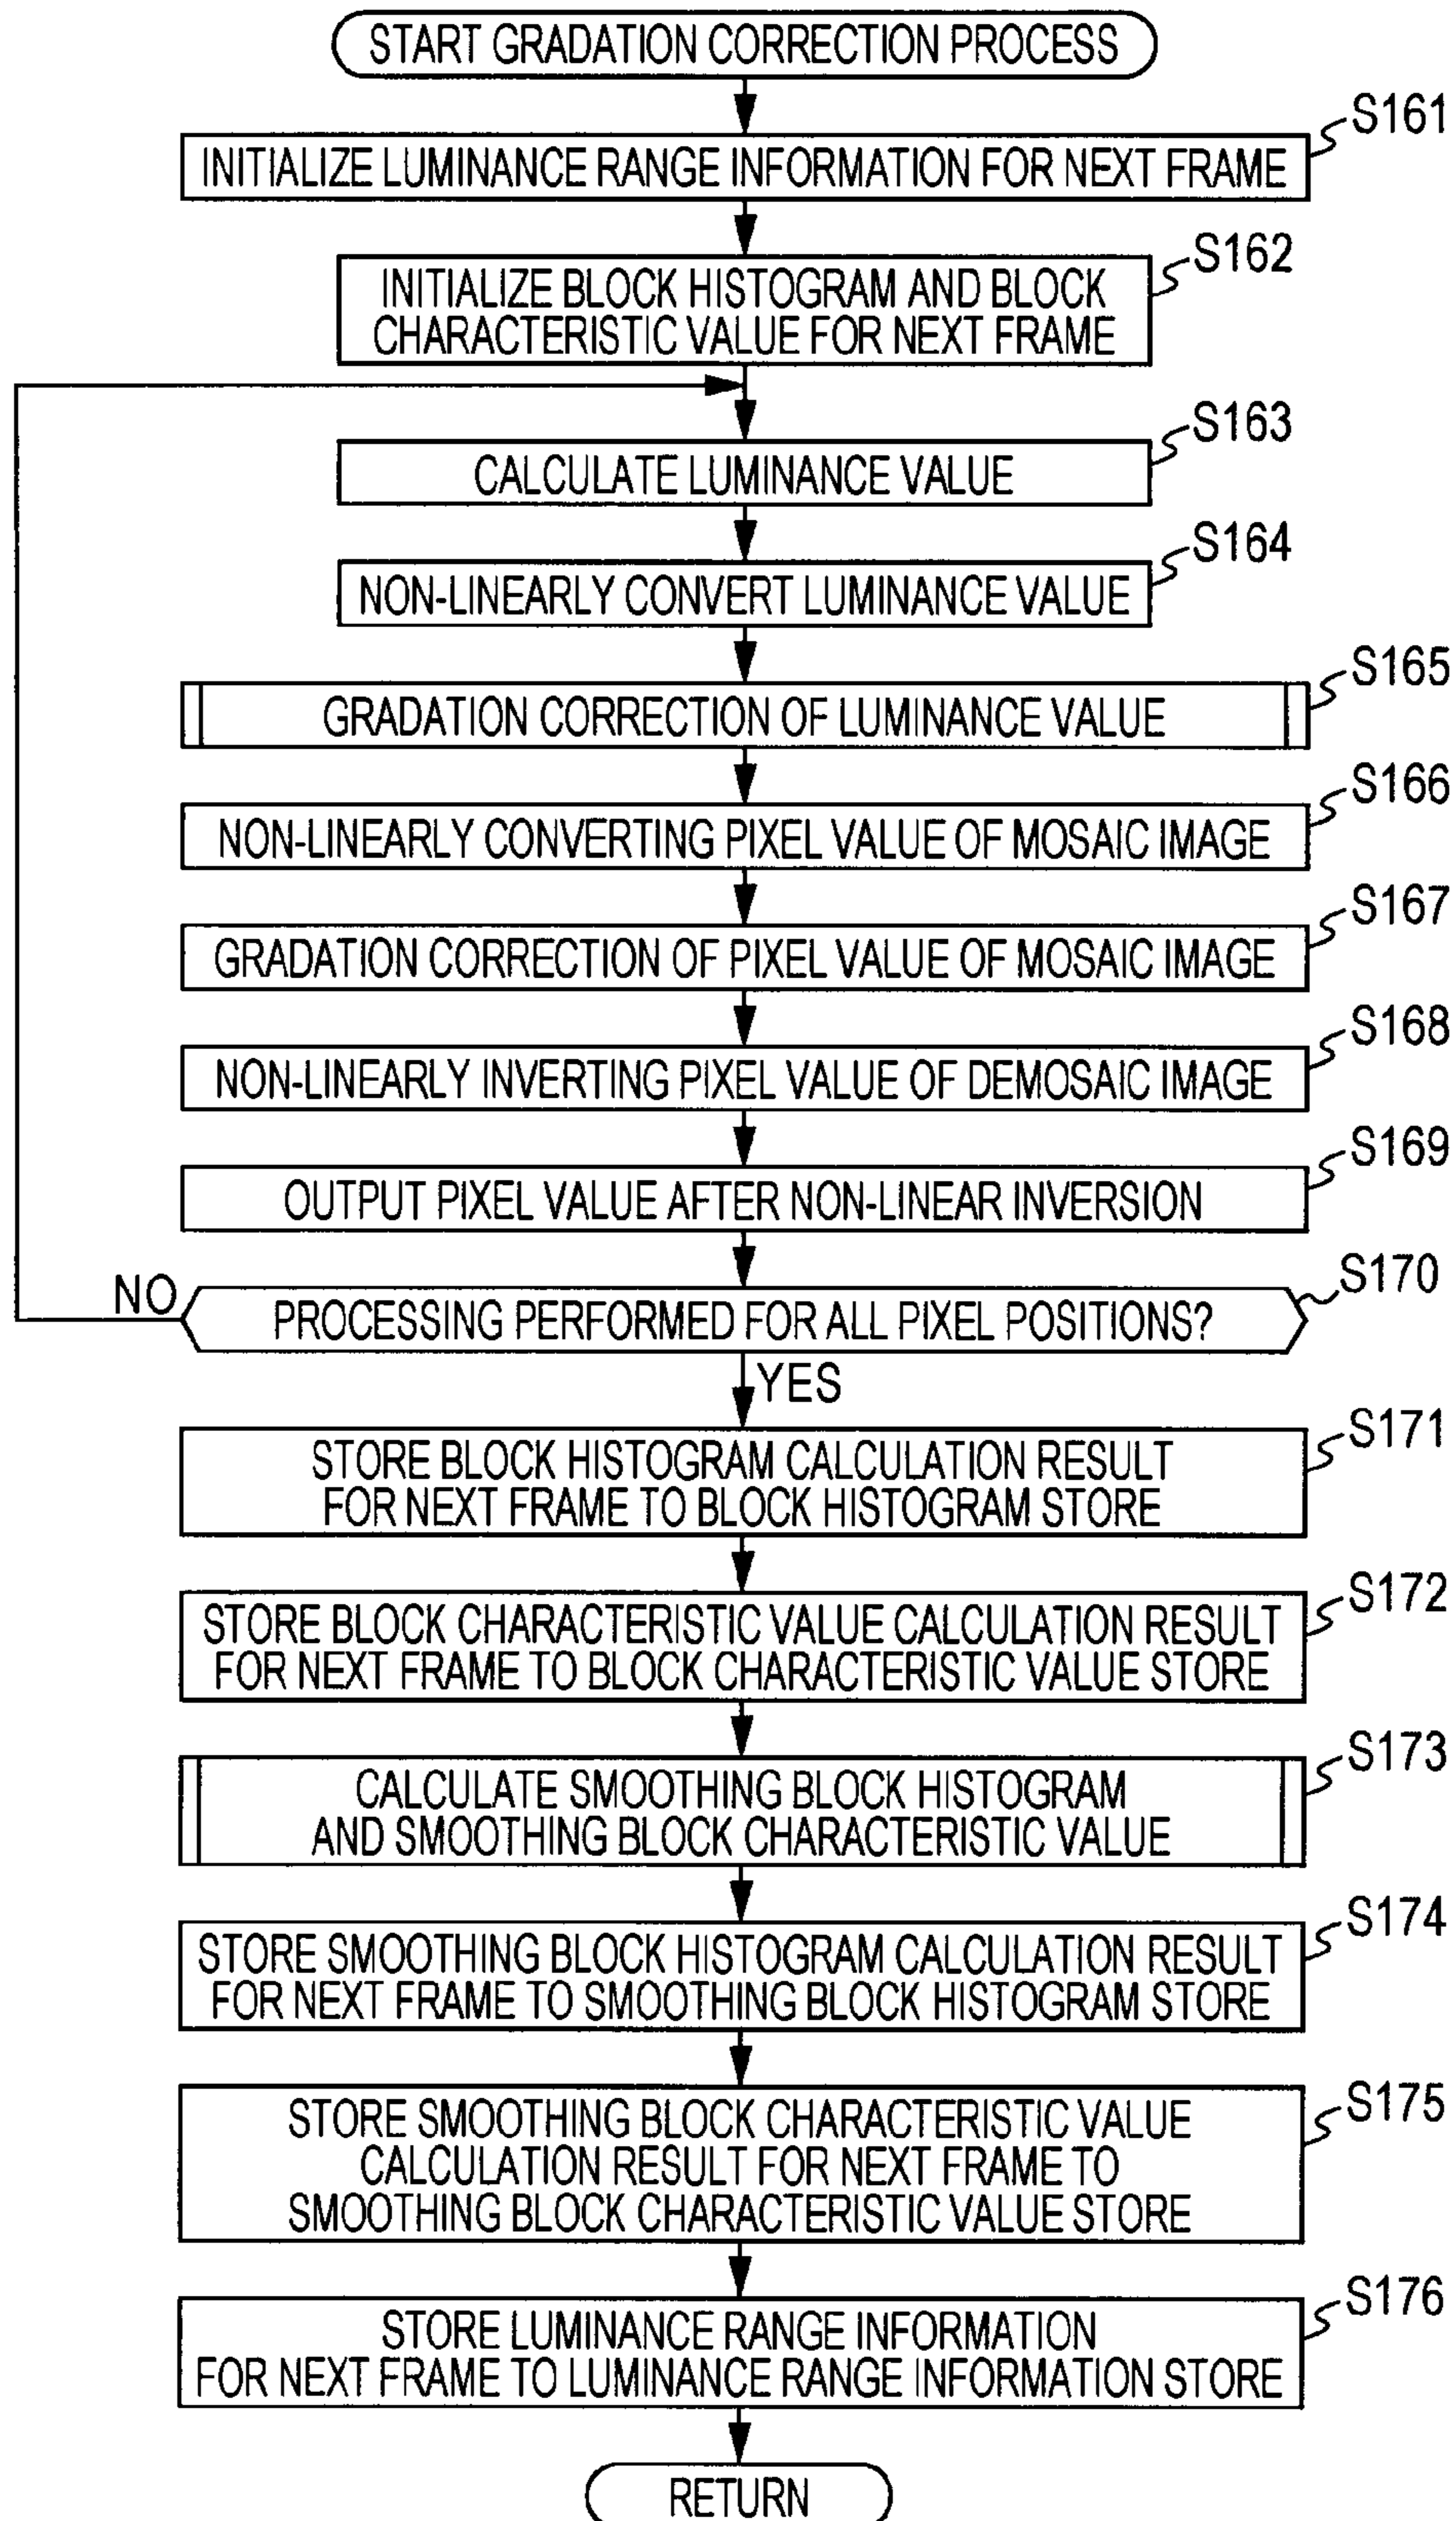 START GRADATION CORRECTION PROCESS
S161
INITIALIZE LUMINANCE RANGE INFORMATION FOR NEXT FRAME
S162
INITIALIZE BLOCK HISTOGRAM AND BLOCK
CHARACTERISTIC VALUE FOR NEXT FRAME
S163
CALCULATE LUMINANCE VALUE
S164
NON-LINEARLY CONVERT LUMINANCE VALUE
S165
GRADATION CORRECTION OF LUMINANCE VALUE
S166
NON-LINEARLY CONVERTING PIXEL VALUE OF MOSAIC IMAGE
S167
GRADATION CORRECTION OF PIXEL VALUE OF MOSAIC IMAGE
S168
NON-LINEARLY INVERTING PIXEL VALUE OF DEMOSAIC IMAGE
S169
OUTPUT PIXEL VALUE AFTER NON-LINEAR INVERSION
S170
NO
PROCESSING PERFORMED FOR ALL PIXEL POSITIONS?
YES
S171
STORE BLOCK HISTOGRAM CALCULATION RESULT
FOR NEXT FRAME TO BLOCK HISTOGRAM STORE
S172
STORE BLOCK CHARACTERISTIC VALUE CALCULATION RESULT
FOR NEXT FRAME TO BLOCK CHARACTERISTIC VALUE STORE
S173
CALCULATE SMOOTHING BLOCK HISTOGRAM
AND SMOOTHING BLOCK CHARACTERISTIC VALUE
S174
STORE SMOOTHING BLOCK HISTOGRAM CALCULATION RESULT
FOR NEXT FRAME TO SMOOTHING BLOCK HISTOGRAM STORE
S175
STORE SMOOTHING BLOCK CHARACTERISTIC VALUE
CALCULATION RESULT FOR NEXT FRAME TO
SMOOTHING BLOCK CHARACTERISTIC VALUE STORE
S176
STORE LUMINANCE RANGE INFORMATION
FOR NEXT FRAME TO LUMINANCE RANGE INFORMATION STORE
RETURN